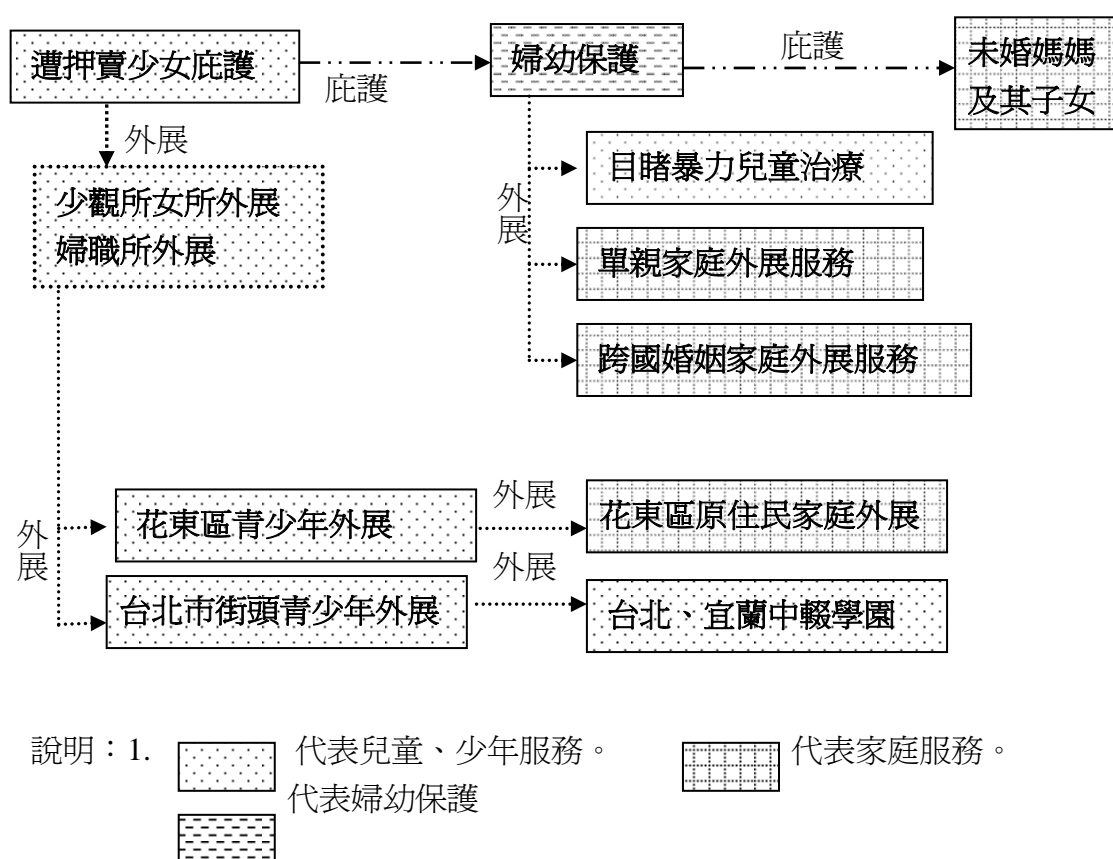 遭押賣少女庇護
庇護
婦幼保護
庇護
未婚媽媽
及其子女
外展
少觀所女所外展
婦職所外展
外展
目睹暴力兒童治療
單親家庭外展服務
跨國婚姻家庭外展服務
外展
花東區青少年外展
外展
花東區原住民家庭外展
台北市街頭青少年外展
外展
台北、宜蘭中輟學園
說明：1.
代表兒童、少年服務。
代表家庭服務。
代表婦幼保護